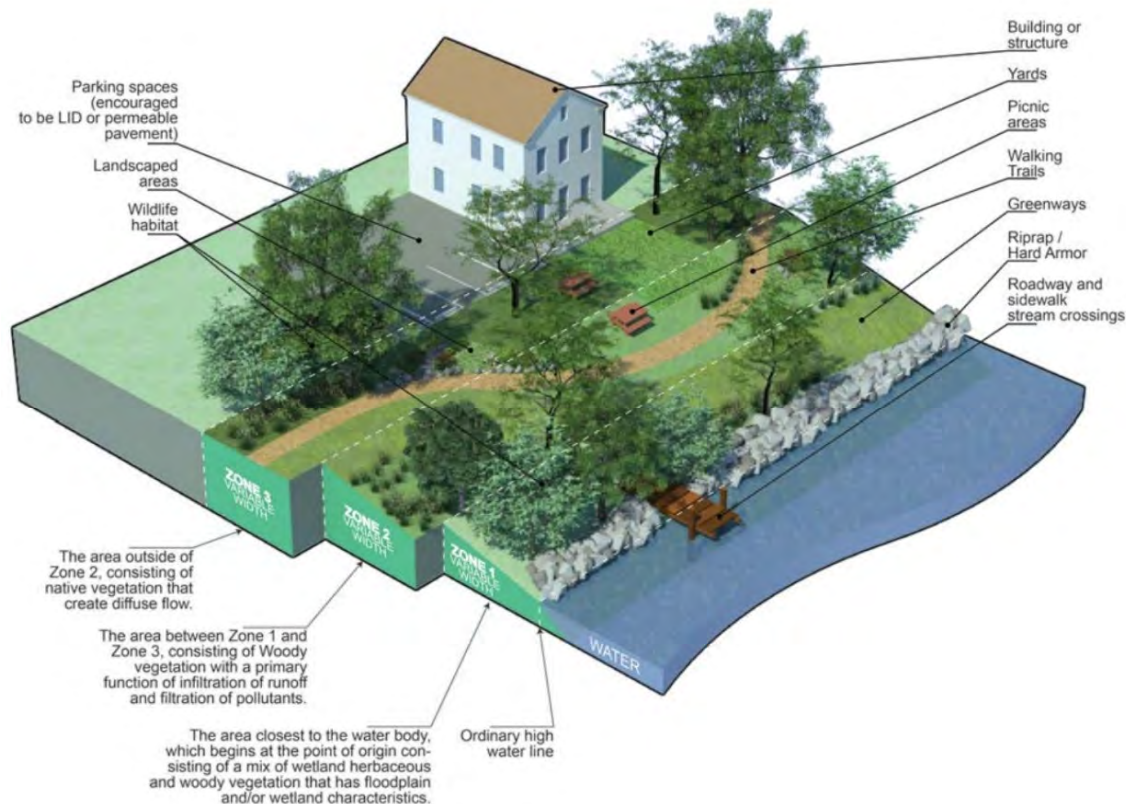 Building or
structure
Yards
Picnic
areas
Walking
Trails
Greenways
Riprap /
Hard Armor
Roadway and
sidewalk
stream crossings
Parking spaces
(encouraged
to be LID or permeable
pavement)
Landscaped
areas
Wildlife
habitat
ZONE 3
VARIABLE
WIDTH
ZONE 2
VARIABLE
WIDTH
ZONE 1
VARIABLE
WIDTH
WATER
The area outside of
Zone 2, consisting of
native vegetation that
create diffuse flow.
The area between Zone 1 and
Zone 3, consisting of Woody
vegetation with a primary
function of infiltration of runoff
and filtration of pollutants.
The area closest to the water body,
which begins at the point of origin con-
sisting of a mix of wetland herbaceous
and woody vegetation that has floodplain
and/or wetland characteristics.
Ordinary high
water line